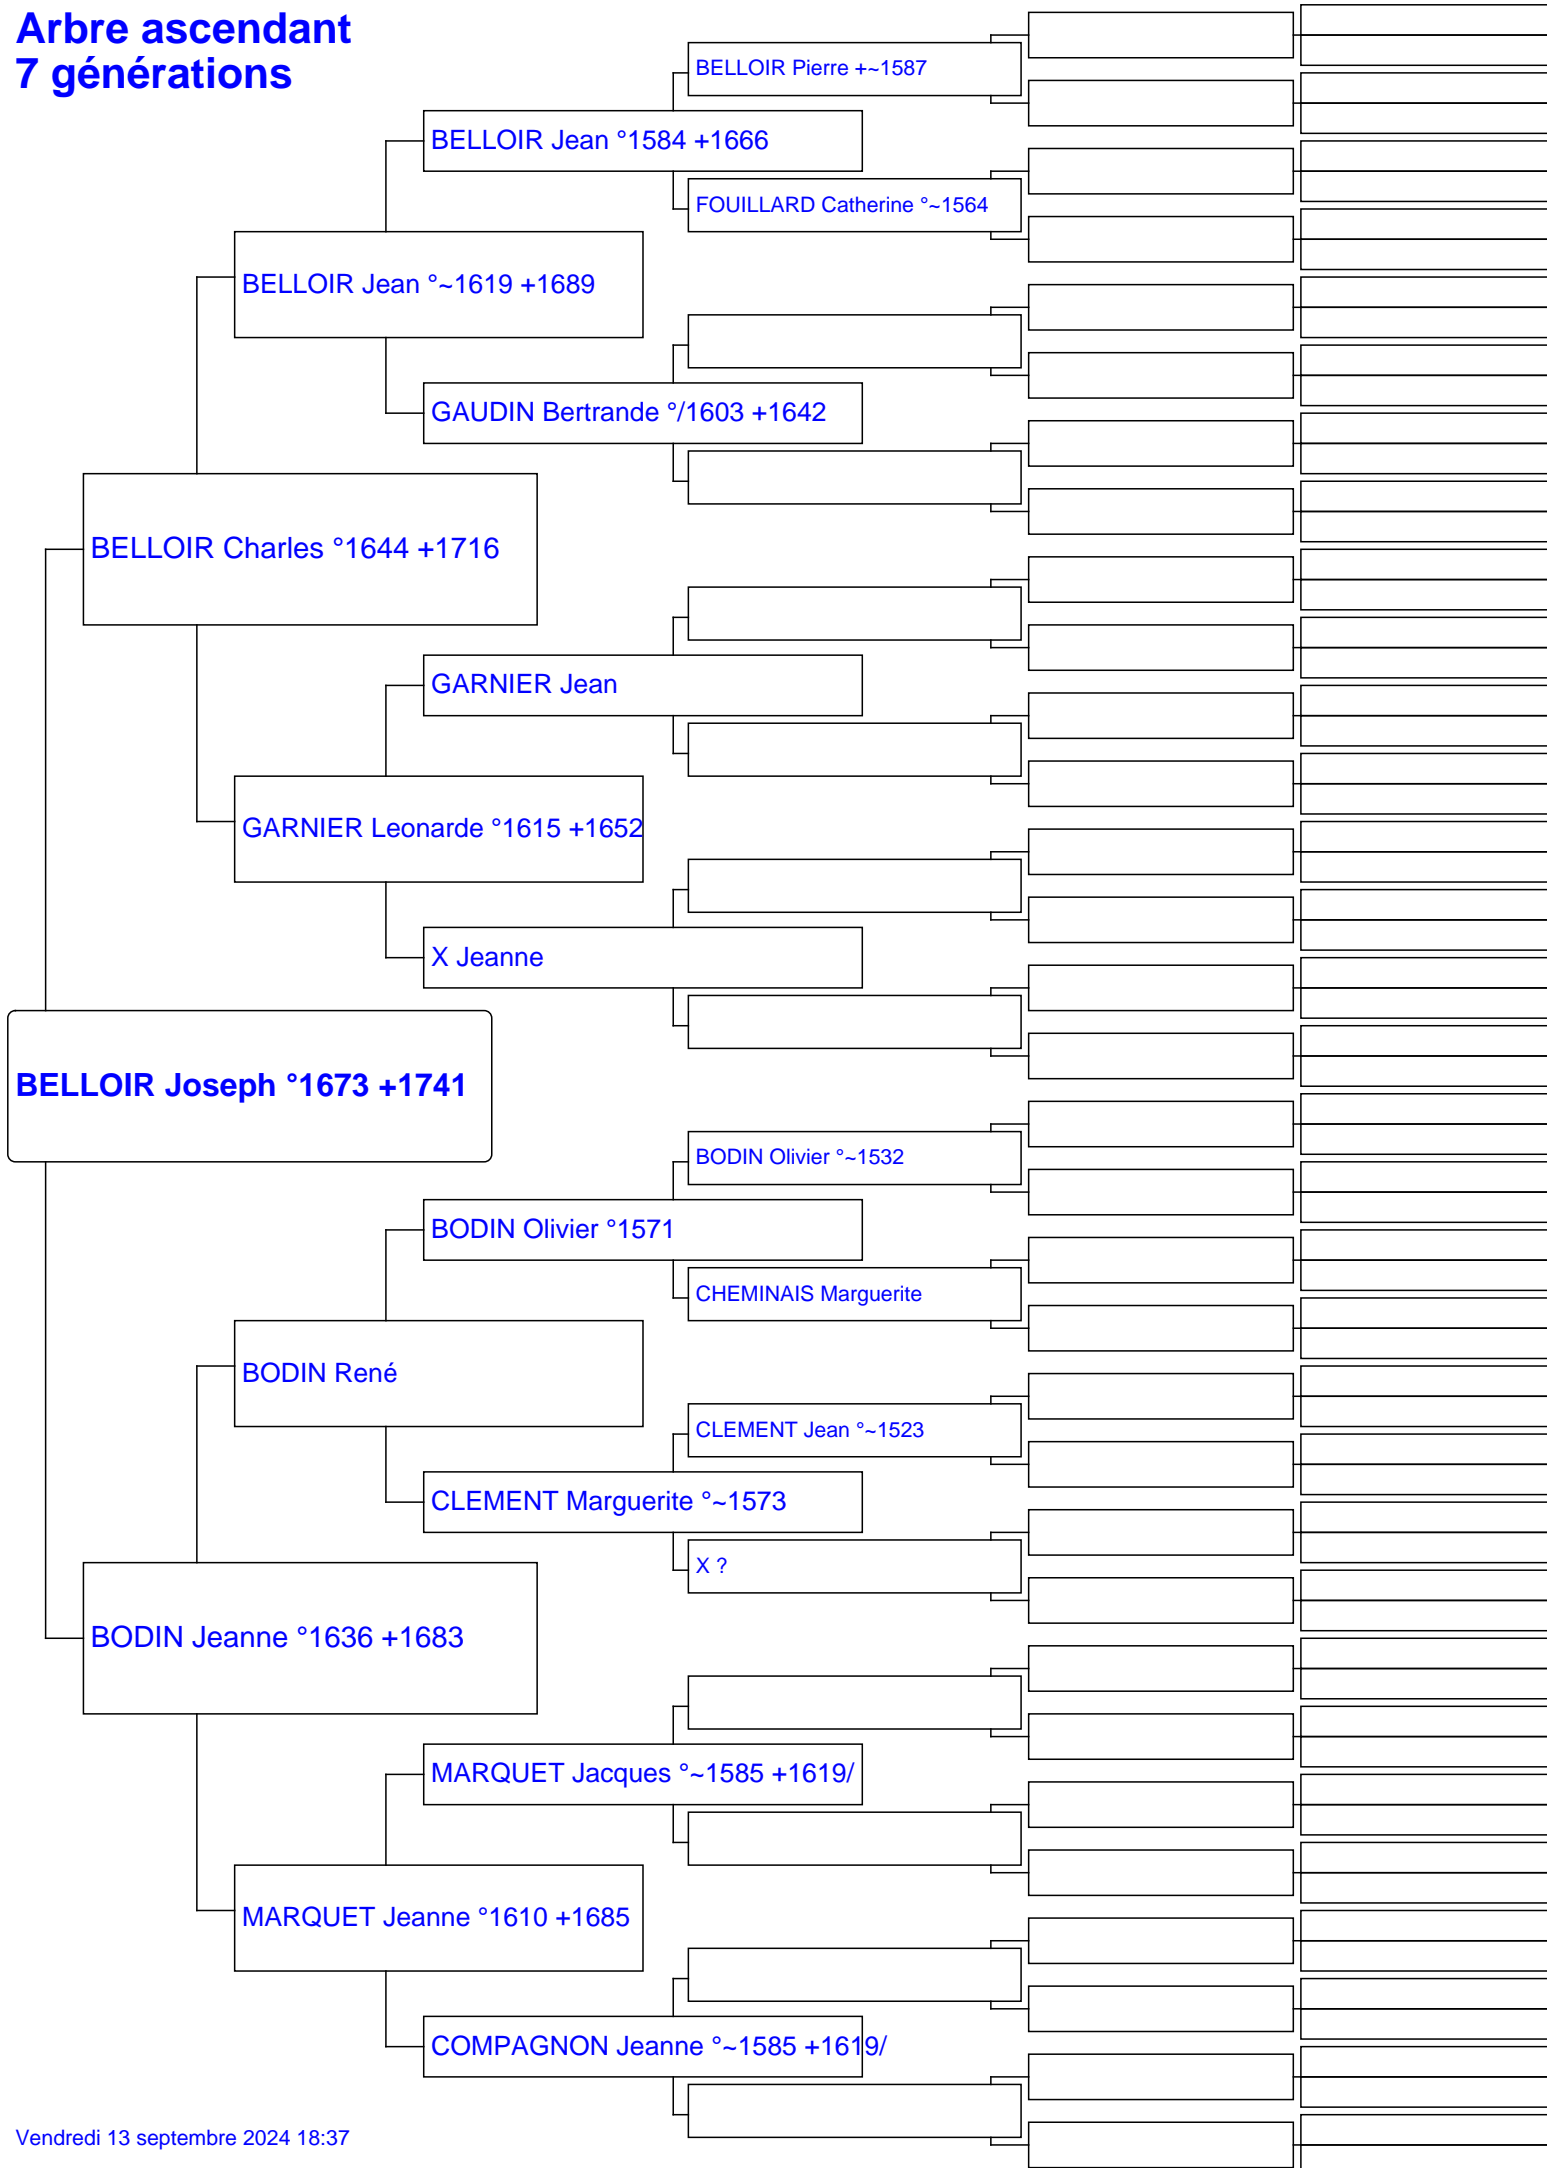 Arbre ascendant
7 générations
BELLOIR Pierre +~1587
BELLOIR Jean °1584 +1666
FOUILLARD Catherine °~1564
BELLOIR Jean °~1619 +1689
GAUDIN Bertrande °/1603 +1642
BELLOIR Charles °1644 +1716
GARNIER Jean
GARNIER Leonarde °1615 +1652
X Jeanne
BELLOIR Joseph °1673 +1741
BODIN Olivier °~1532
BODIN Olivier °1571
CHEMINAIS Marguerite
BODIN René
CLEMENT Jean °~1523
CLEMENT Marguerite °~1573
X ?
BODIN Jeanne °1636 +1683
MARQUET Jacques °~1585 +1619/
MARQUET Jeanne °1610 +1685
COMPAGNON Jeanne °~1585 +1619/
Vendredi 13 septembre 2024 18:37